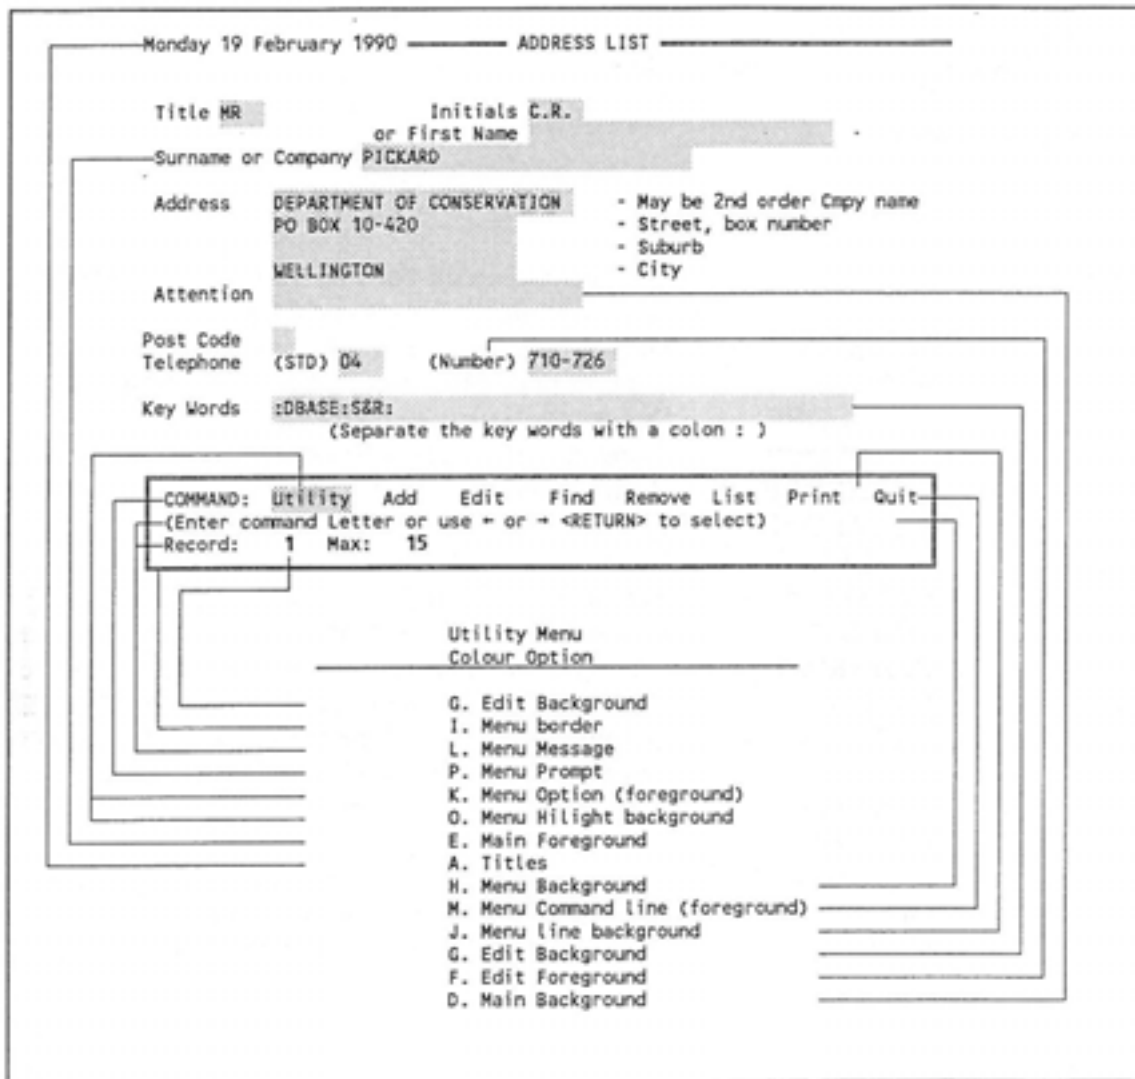 Monday 19 February 1990 ADDRESS LIST
Title MR Initials C.R.
or First Name
Surname or Company PICKARD
Address DEPARTMENT OF CONSERVATION - May be 2nd order Cmpy name
PO BOX 10-420 - Street, box number
- Suburb
WELLINGTON - City
Attention
Post Code
Telephone (STD) 04 (Number) 710-726
Key Words :DBASE:S&R:
(Separate the key words with a colon : )
COMMAND: Utility Add Edit Find Remove List Print Quit
(Enter command Letter or use ← or → <RETURN> to select)
Record: 1 Max: 15
Utility Menu
Colour Option
G. Edit Background
I. Menu border
L. Menu Message
P. Menu Prompt
K. Menu Option (foreground)
O. Menu Hilight background
E. Main Foreground
A. Titles
H. Menu Background
M. Menu Command line (foreground)
J. Menu line background
G. Edit Background
F. Edit Foreground
D. Main Background